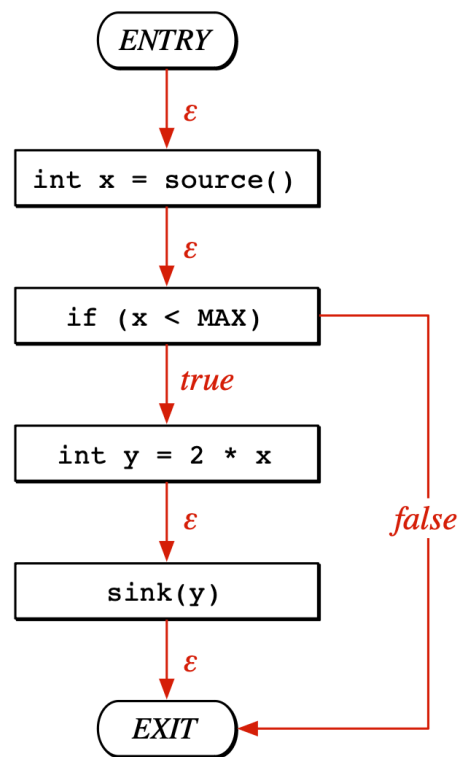 ENTRY
ε
int x = source()
ε
if (x < MAX)
true
int y = 2 * x
ε
false
sink(y)
ε
EXIT